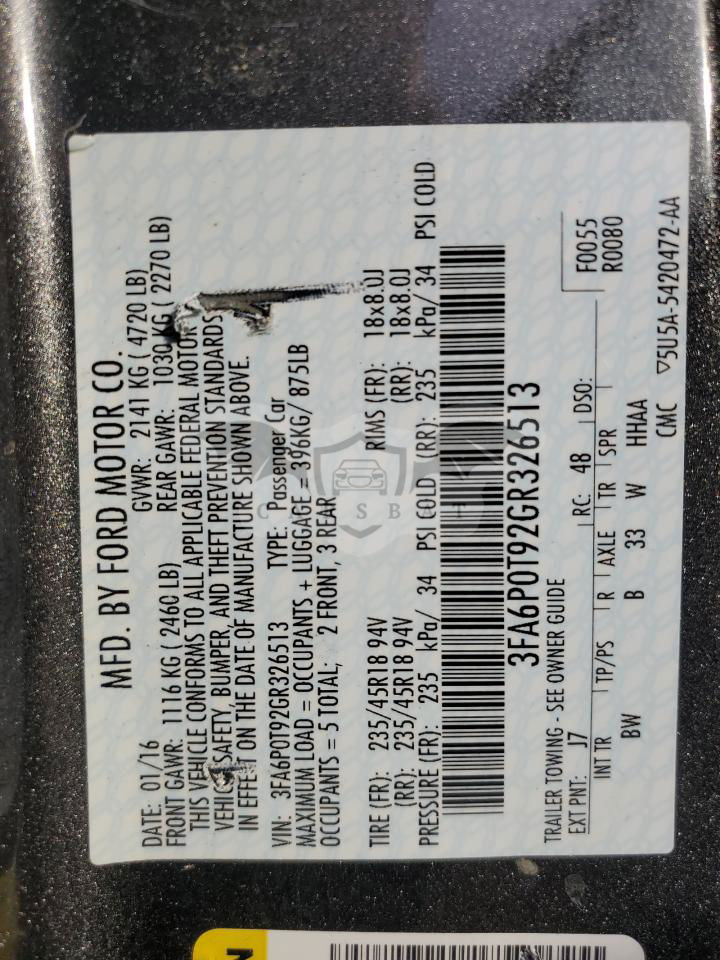 MFD. BY FORD MOTOR CO.
DATE: 01/16 GVWR: 2141 KG ( 4720 LB)
FRONT GAWR: 1116 KG ( 2460 LB) REAR GAWR: 1030 KG ( 2270 LB)
THIS VEHICLE CONFORMS TO ALL APPLICABLE FEDERAL MOTOR
VEHICLE SAFETY, BUMPER, AND THEFT PREVENTION STANDARDS
IN EFFECT ON THE DATE OF MANUFACTURE SHOWN ABOVE.
VIN: 3FA6P0T92GR326513 TYPE: Passenger Car
MAXIMUM LOAD = OCCUPANTS + LUGGAGE = 396KG/ 875LB
OCCUPANTS = 5 TOTAL; 2 FRONT, 3 REAR
TIRE (FR): 235/45R18 94V RIMS (FR): 18x8.0J
(RR): 235/45R18 94V (RR): 18x8.0J
PRESSURE (FR): 235 kPa/ 34 PSI COLD (RR): 235 kPa/ 34 PSI COLD
3FA6P0T92GR326513
TRAILER TOWING - SEE OWNER GUIDE
F0055
EXT PNT: J7 RC: 48 DSO: R0080
INT TR TP/PS R AXLE TR SPR
BW B 33 W HHAA
CMC ▽5U5A-5420472-AA